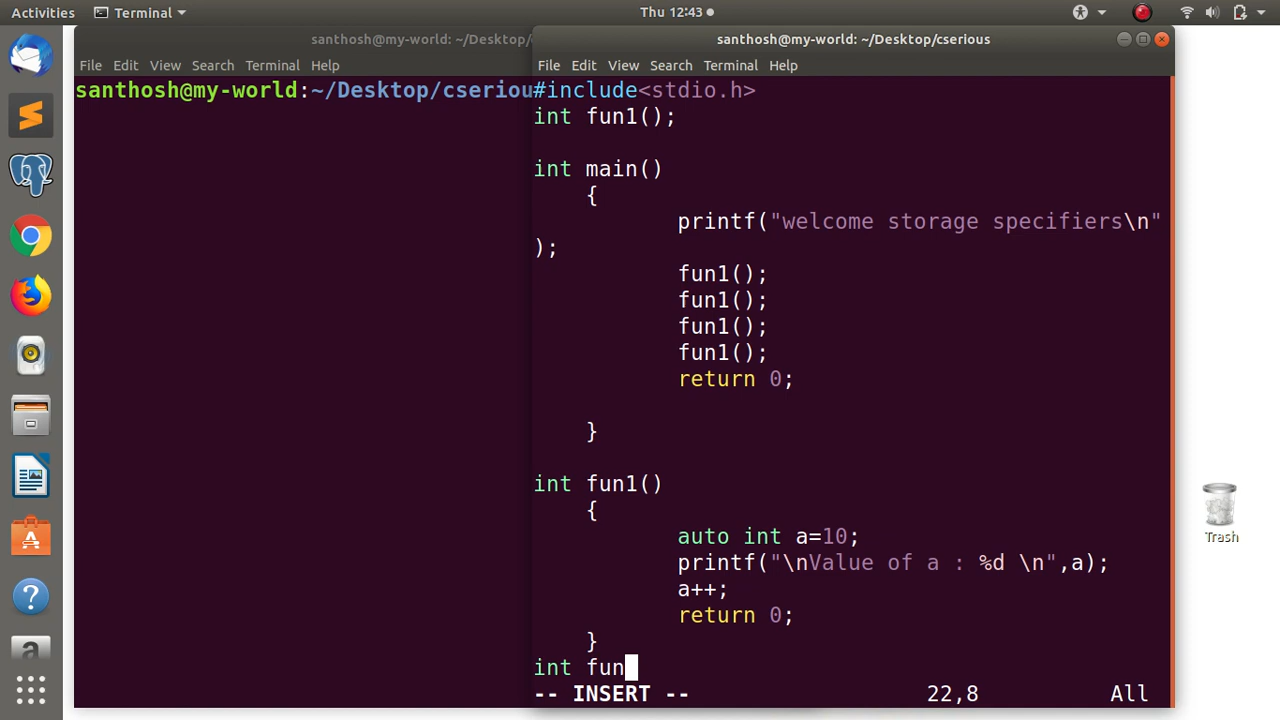 Activities Terminal Thu 12:43
santhosh@my-world: ~/Desktop/
File Edit View Search Terminal Help
santhosh@my-world:~/Desktop/cseriou
santhosh@my-world: ~/Desktop/cserious
File Edit View Search Terminal Help
#include<stdio.h>
int fun1();
int main()
{
printf("welcome storage specifiers\n"
);
fun1();
fun1();
fun1();
fun1();
return 0;
}
int fun1()
{
auto int a=10;
printf("\nValue of a : %d \n",a);
a++;
return 0;
}
int fun
-- INSERT -- 22,8 All
Trash